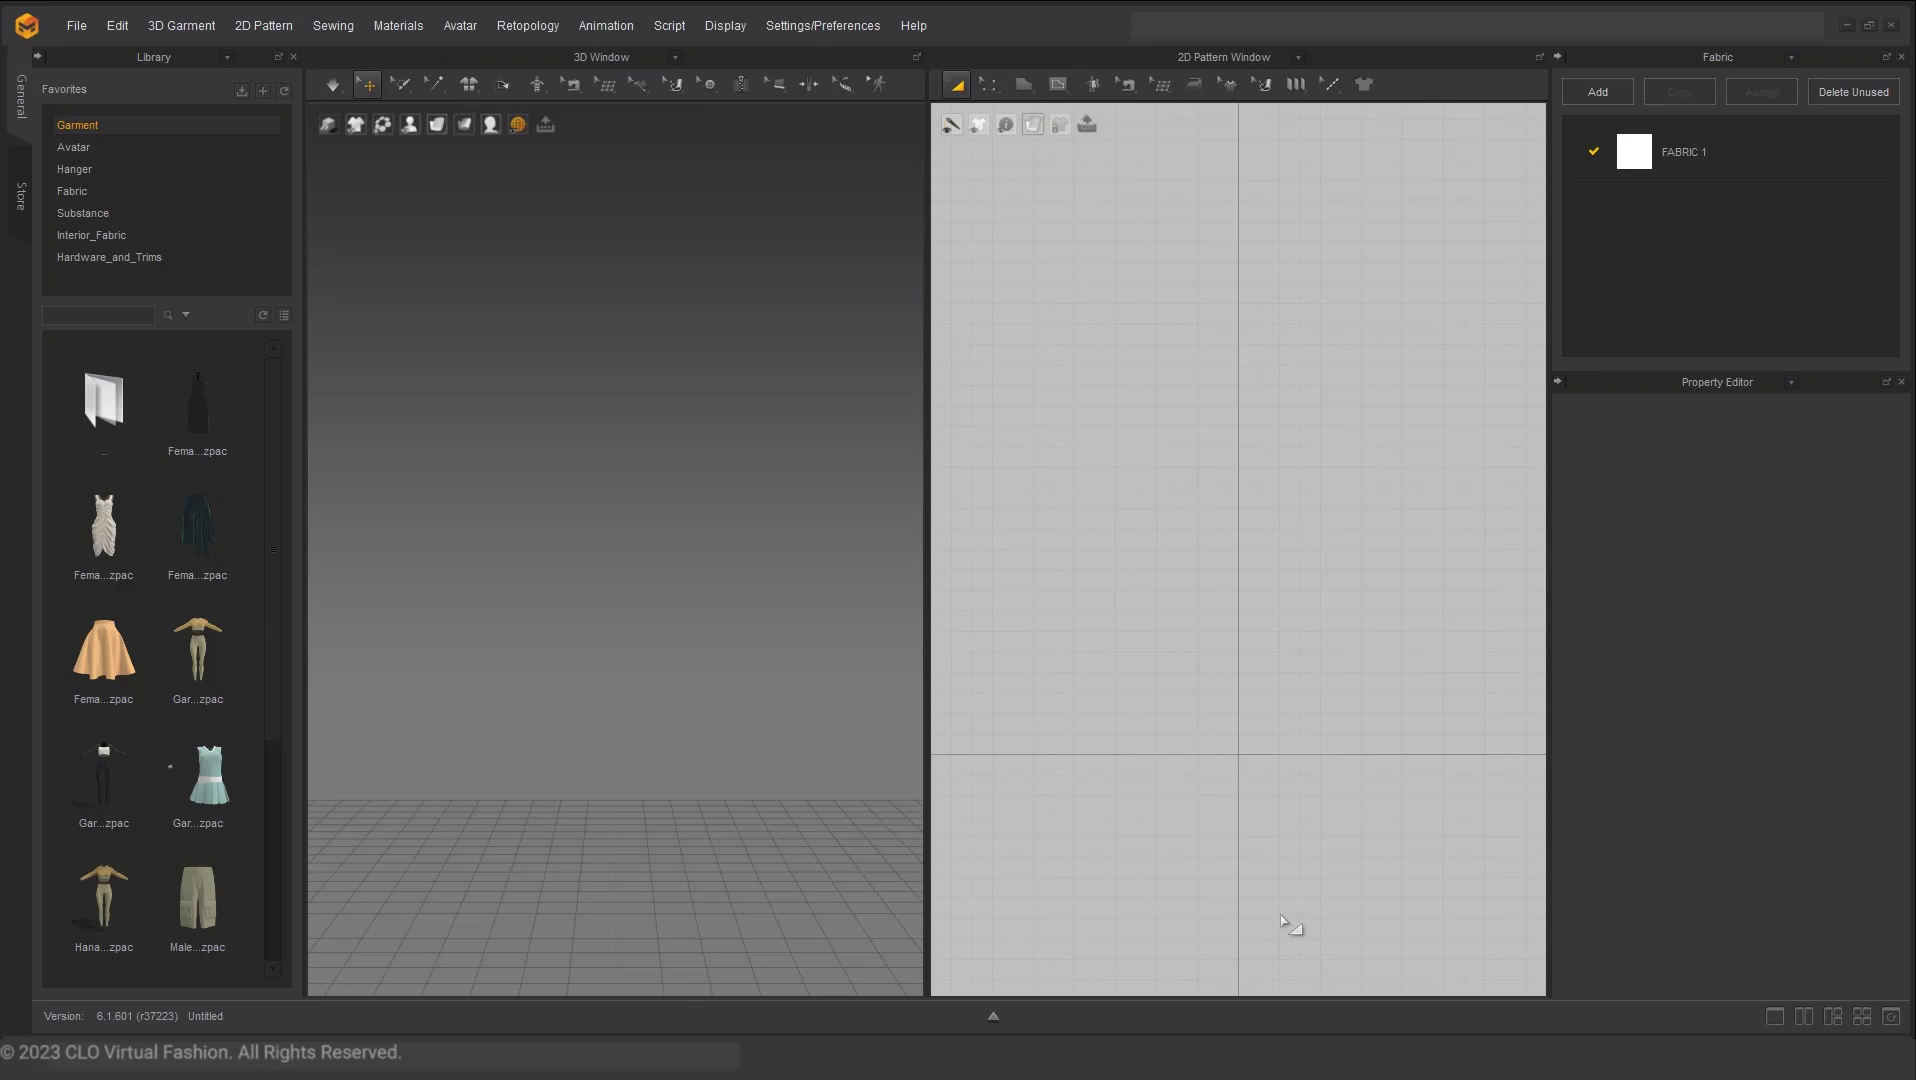 File Edit 3D Garment 2D Pattern Sewing Materials Avatar Retopology Animation Script Display Settings/Preferences Help
Library 3D Window 2D Pattern Window Fabric
General
Store
Favorites
Add Copy Assign Delete Unused
Garment
Avatar
Hanger
Fabric
Substance
Interior_Fabric
Hardware_and_Trims
FABRIC 1
Property Editor
.. Fema...zpac
Fema...zpac Fema...zpac
Fema...zpac Gar...zpac
Gar...zpac Gar...zpac
Hana...zpac Male...zpac
Version: 6.1.601 (r37223) Untitled
© 2023 CLO Virtual Fashion. All Rights Reserved.